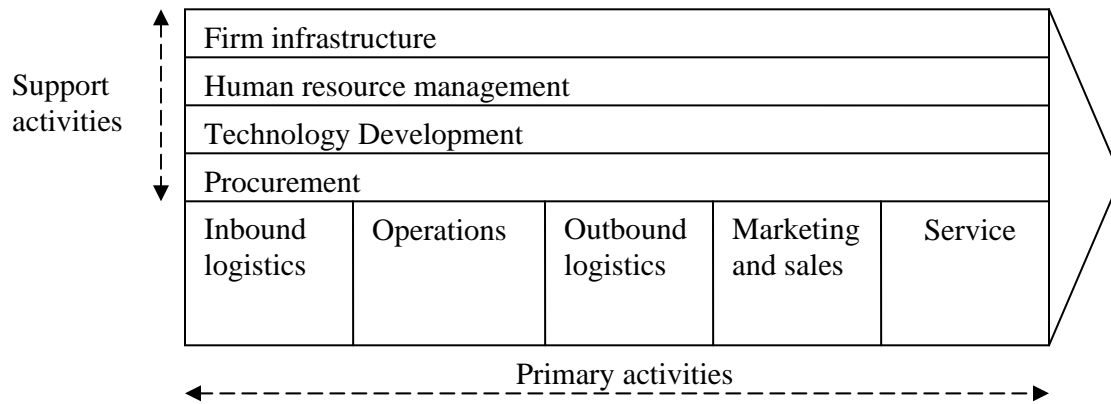 Firm infrastructure
Support
activities
Human resource management
Technology Development
Procurement
Inbound
logistics
Operations
Outbound
logistics
Marketing
and sales
Service
Primary activities